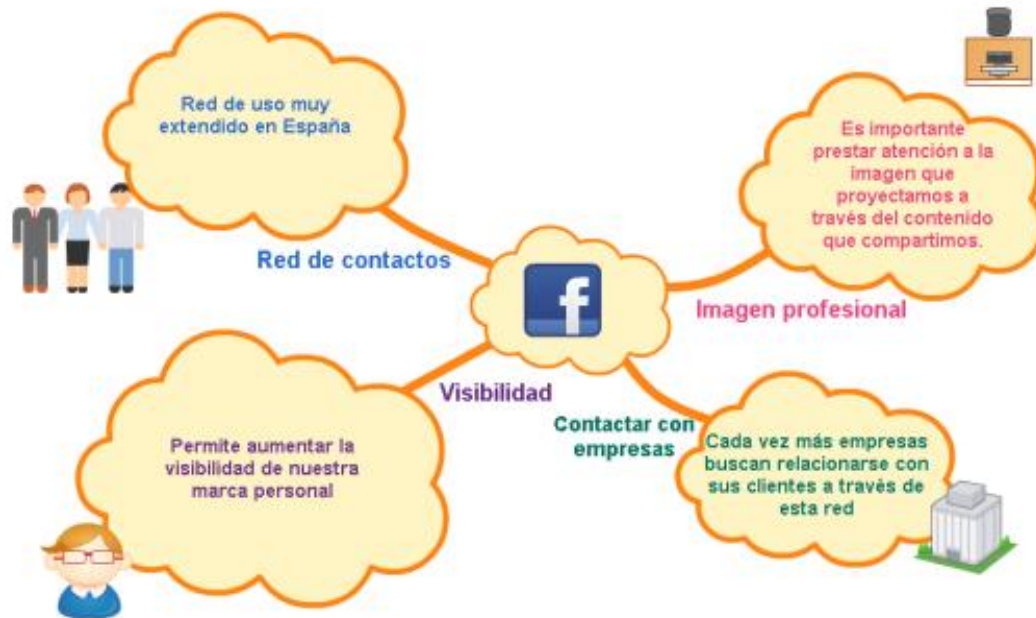 Red de uso muy
extendido en España
Red de contactos
Es importante
prestar atención a la
imagen que
proyectamos a
través del contenido
que compartimos.
Imagen profesional
f
Visibilidad
Permite aumentar la
visibilidad de nuestra
marca personal
Contactar con
empresas
Cada vez más empresas
buscan relacionarse con
sus clientes a través de
esta red